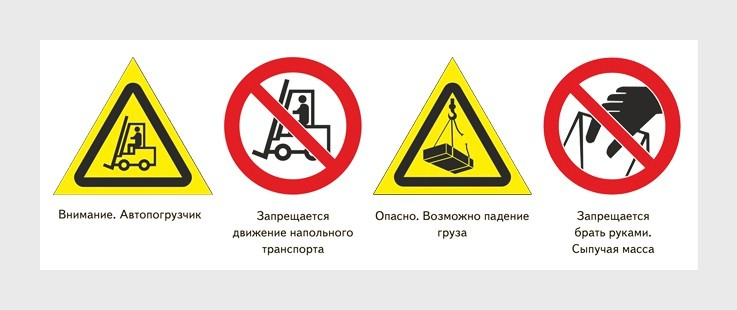 Внимание. Автопогрузчик
Запрещается
движение напольного
транспорта
Опасно. Возможно падение
груза
Запрещается
брать руками.
Сыпучая масса